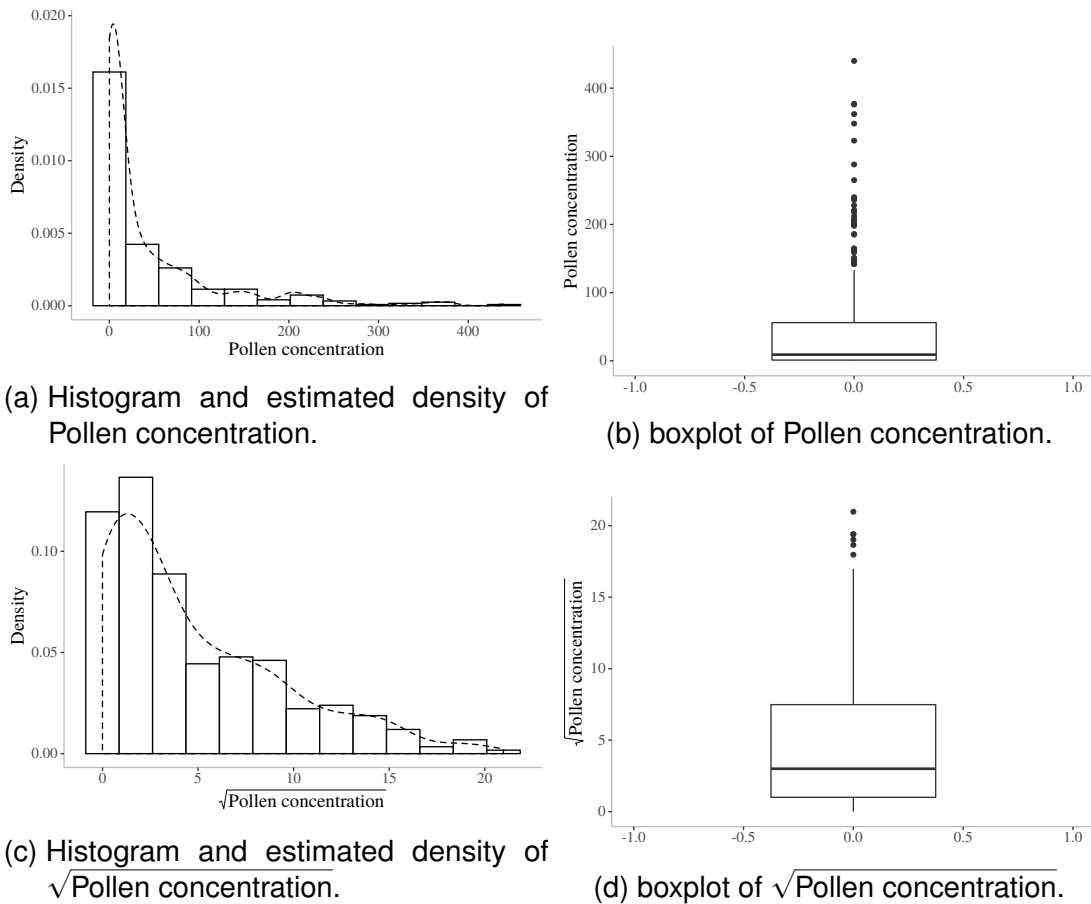 0.020
0.015
0.010
0.005
0.000
Density
0 100 200 300 400
Pollen concentration
(a) Histogram and estimated density of
Pollen concentration.
400
300
200
100
0
Pollen concentration
-1.0 -0.5 0.0 0.5 1.0
(b) boxplot of Pollen concentration.
0.10
0.05
0.00
Density
0 5 10 15 20
√Pollen concentration
(c) Histogram and estimated density of
√Pollen concentration.
20
15
10
5
0
√Pollen concentration
-1.0 -0.5 0.0 0.5 1.0
(d) boxplot of √Pollen concentration.